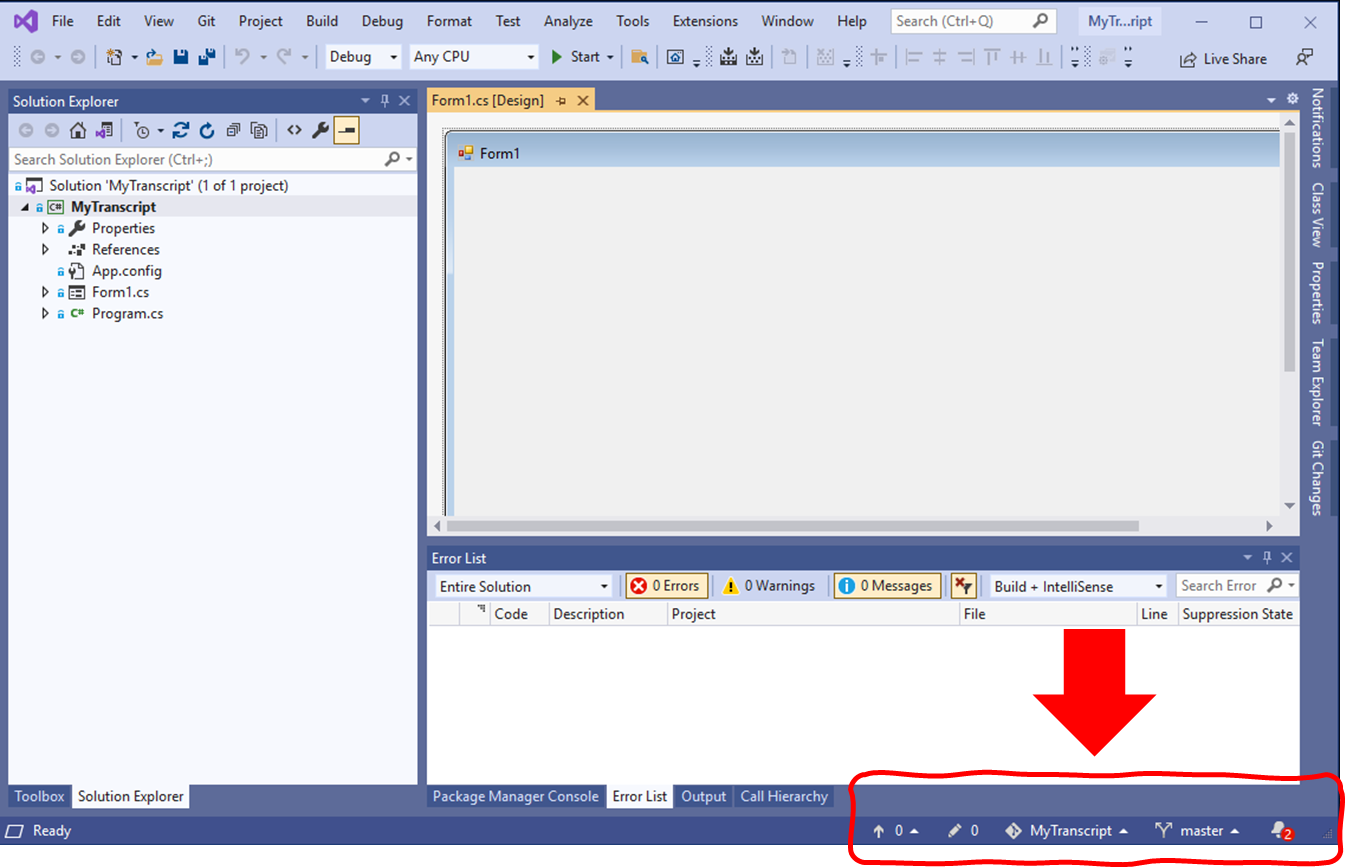 File Edit View Git Project Build Debug Format Test Analyze Tools Extensions Window Help Search (Ctrl+Q) MyTr...ript
Debug Any CPU Start Live Share
Solution Explorer
Search Solution Explorer (Ctrl+;)
Solution 'MyTranscript' (1 of 1 project)
C# MyTranscript
Properties
References
App.config
Form1.cs
C# Program.cs
Toolbox Solution Explorer
Form1.cs [Design]
Form1
Error List
Entire Solution 0 Errors 0 Warnings 0 Messages Build + IntelliSense Search Error
Code Description Project File Line Suppression State
Package Manager Console Error List Output Call Hierarchy
Notifications
Class View
Properties
Team Explorer
Git Changes
Ready 0 0 MyTranscript master 2